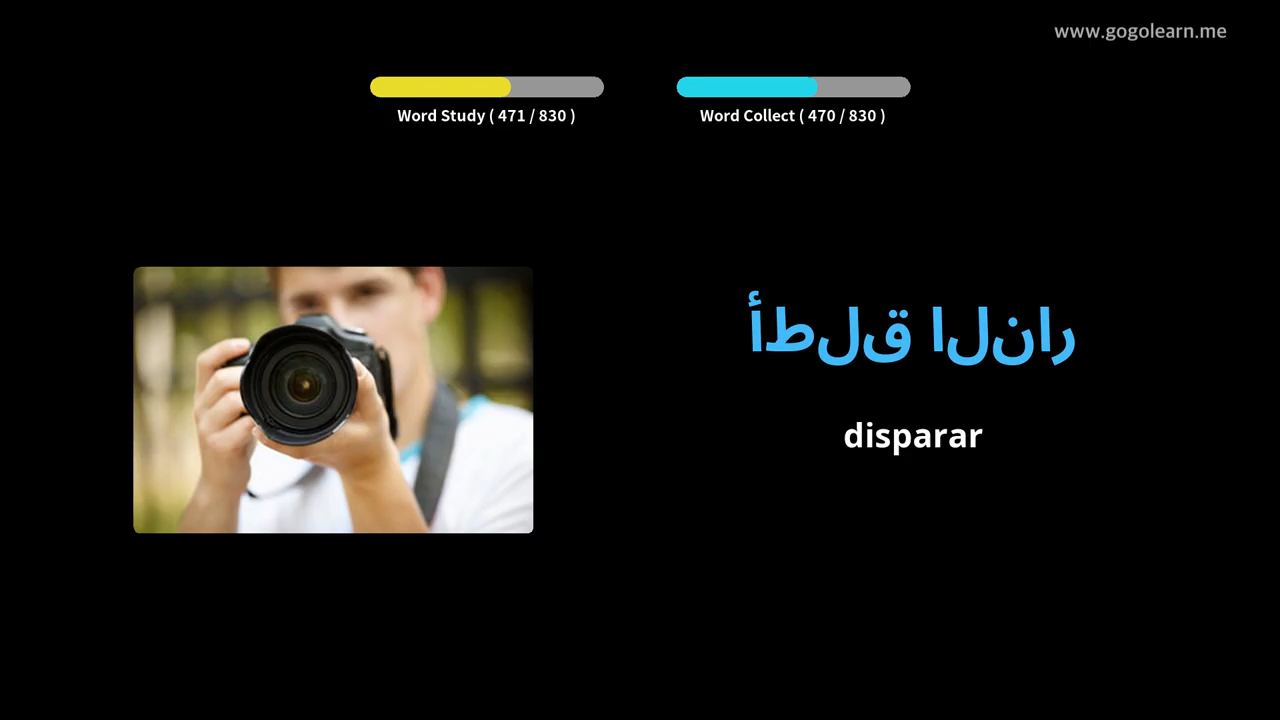 www.gogolearn.me
Word Study ( 471 / 830 )
Word Collect ( 470 / 830 )
أطلق النار
disparar